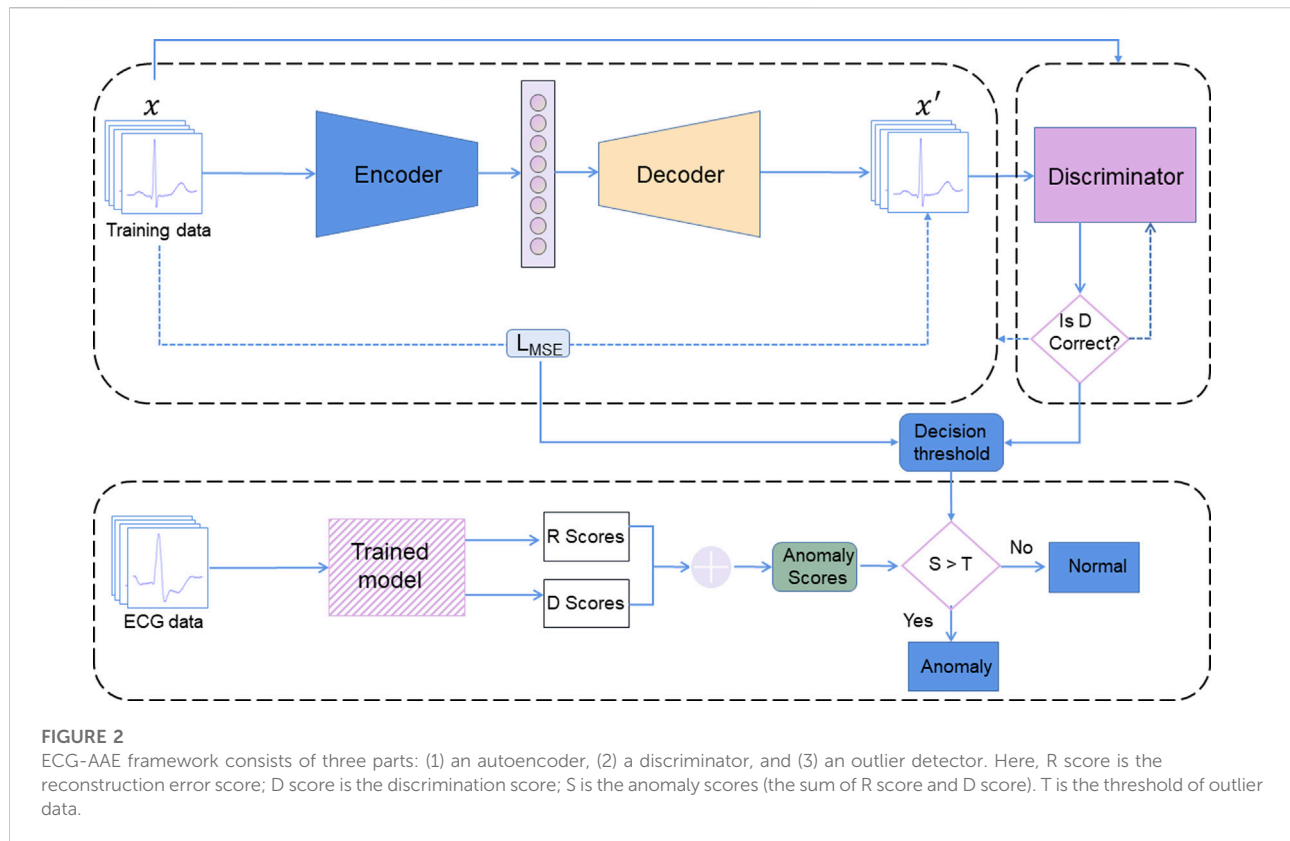 x
x′
Training data
Encoder
Decoder
Discriminator
L_MSE
Is D
Correct?
Decision
threshold
ECG data
Trained
model
R Scores
D Scores
Anomaly
Scores
S > T
No
Normal
Yes
Anomaly
FIGURE 2
ECG-AAE framework consists of three parts: (1) an autoencoder, (2) a discriminator, and (3) an outlier detector. Here, R score is the
reconstruction error score; D score is the discrimination score; S is the anomaly scores (the sum of R score and D score). T is the threshold of outlier
data.